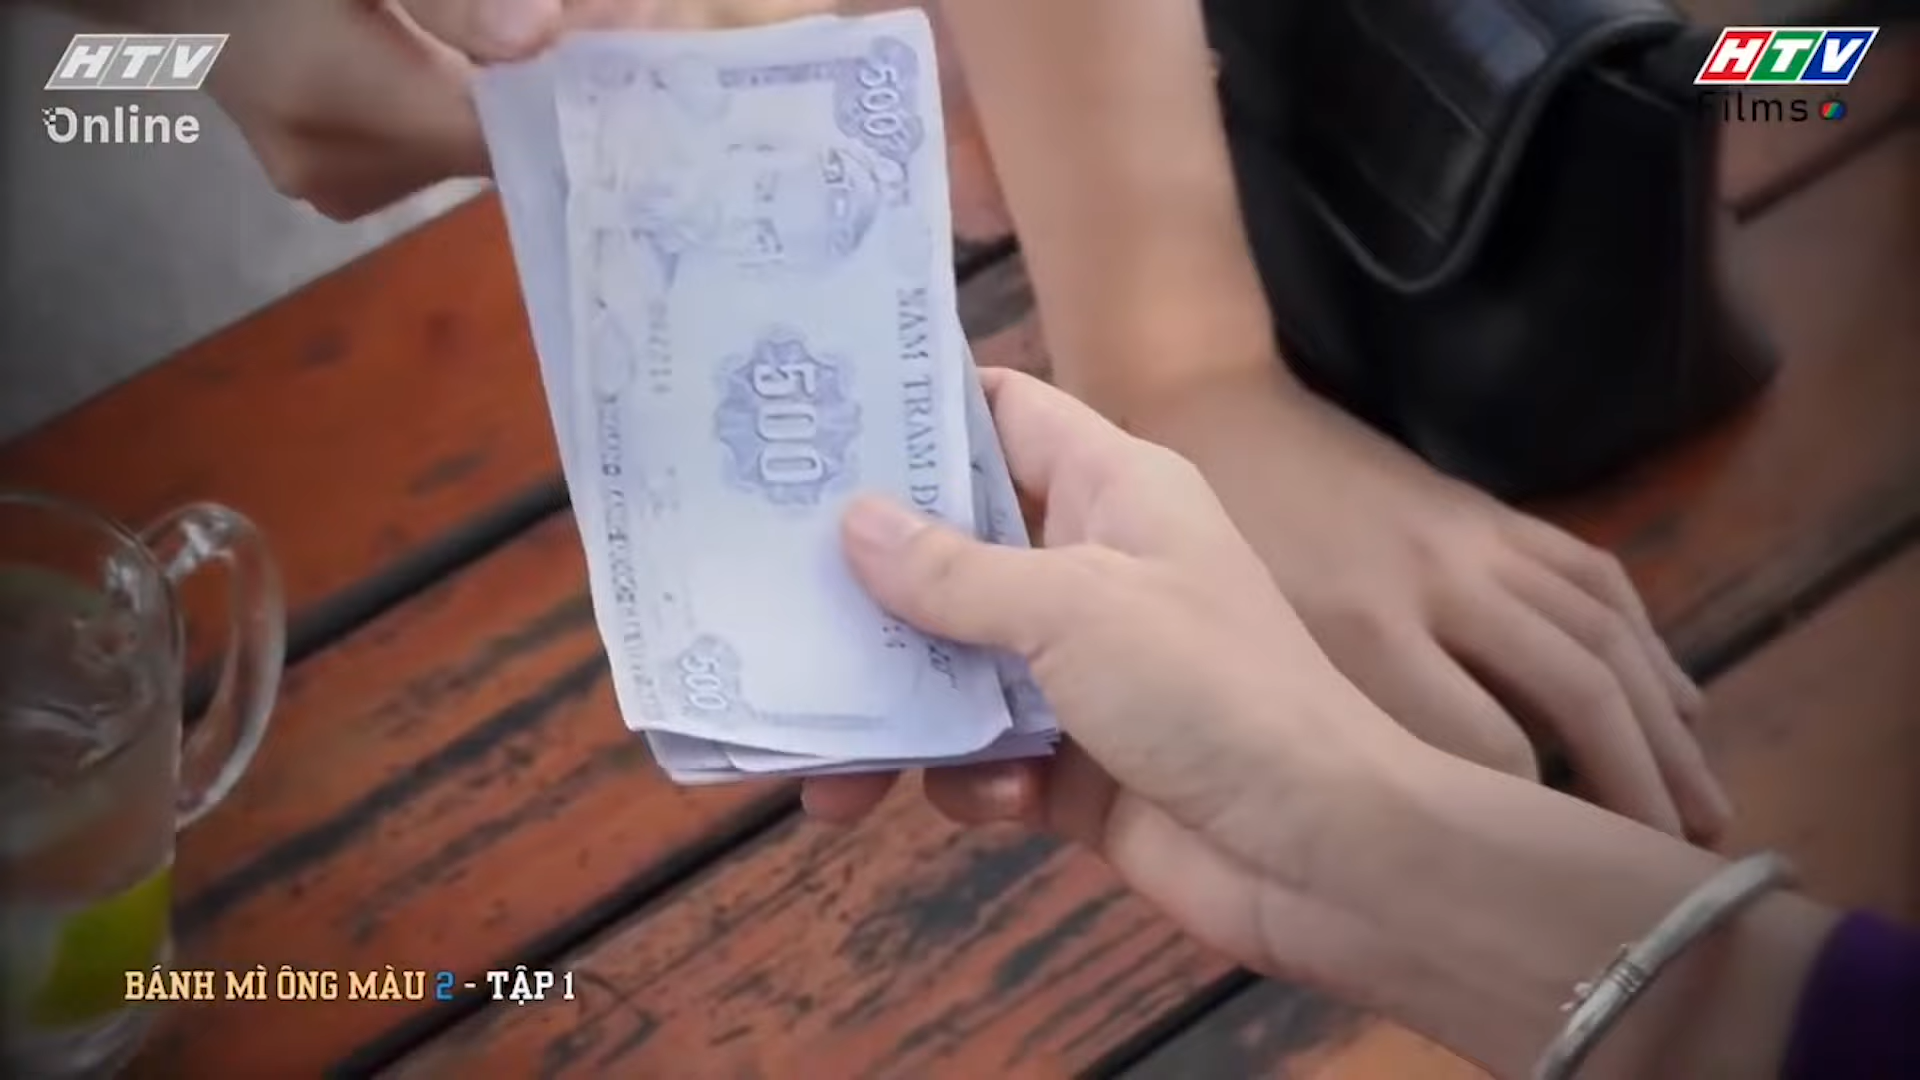 HTV
Online
HTV
Films
500
500
NĂM TRĂM
500
BÁNH MÌ ÔNG MÀU 2 - TẬP 1